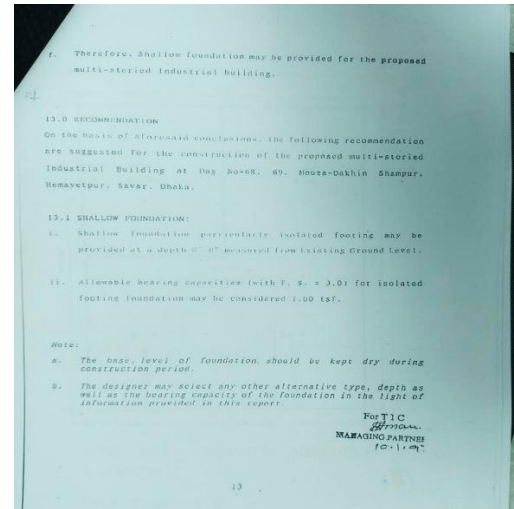 f. Therefore, Shallow foundation may be provided for the proposed
multi-storied Industrial building.
13.0 RECOMMENDATION
On the basis of aforesaid conclusions, the following recommendation
are suggested for the construction of the proposed multi-storied
Industrial Building at Dag No-68, 69, Mouza-Dakhin Shampur,
Hemayetpur, Savar, Dhaka.
13.1 SHALLOW FOUNDATION:
i. Shallow foundation particularly isolated footing may be
provided at a depth measured from Existing Ground Level.
ii. Allowable bearing capacities (with F. S. = 3.0) for isolated
footing foundation may be considered 1.00 tsf.
Note:
a. The base level of foundation should be kept dry during
construction period.
b. The designer may select any other alternative type, depth as
well as the bearing capacity of the foundation in the light of
information provided in this report.
For TIC
MANAGING PARTNER
13